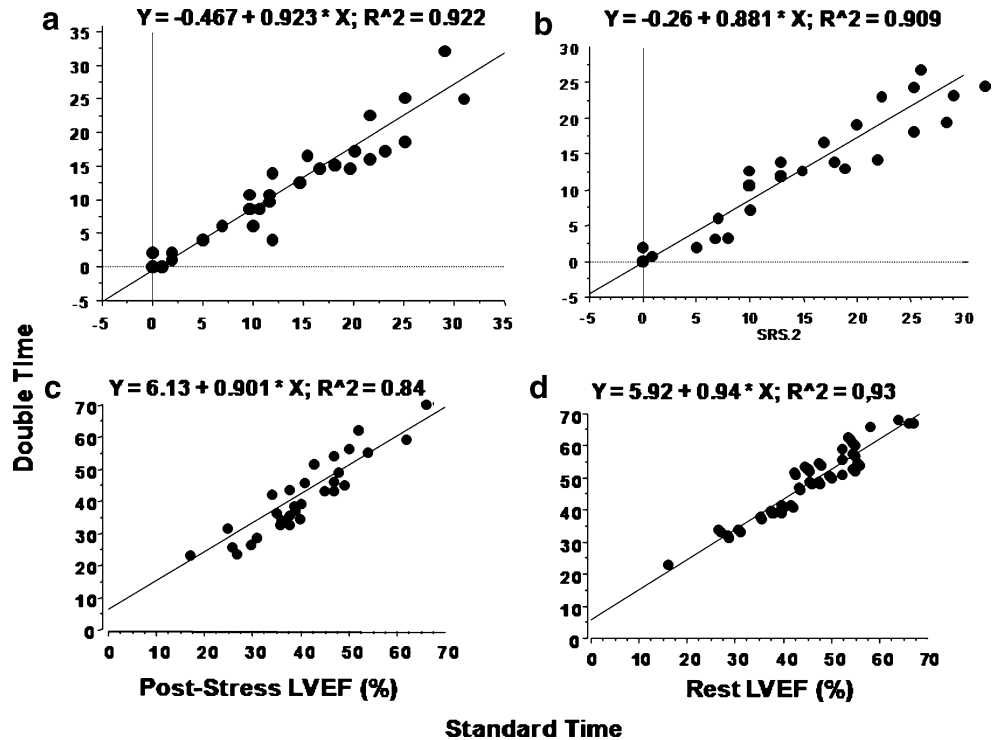 a
Y = -0.467 + 0.923 * X; R^2 = 0.922
35
30
25
20
15
10
5
0
-5
-5 0 5 10 15 20 25 30 35
b
Y = -0.26 + 0.881 * X; R^2 = 0.909
30
25
20
15
10
5
0
-5
-5 0 5 10 15 20 25 30
SRS.2
Double Time
c
Y = 6.13 + 0.901 * X; R^2 = 0.84
70
60
50
40
30
20
10
0
0 10 20 30 40 50 60 70
Post-Stress LVEF (%)
d
Y = 5.92 + 0.94 * X; R^2 = 0,93
70
60
50
40
30
20
10
0
0 10 20 30 40 50 60 70
Rest LVEF (%)
Standard Time